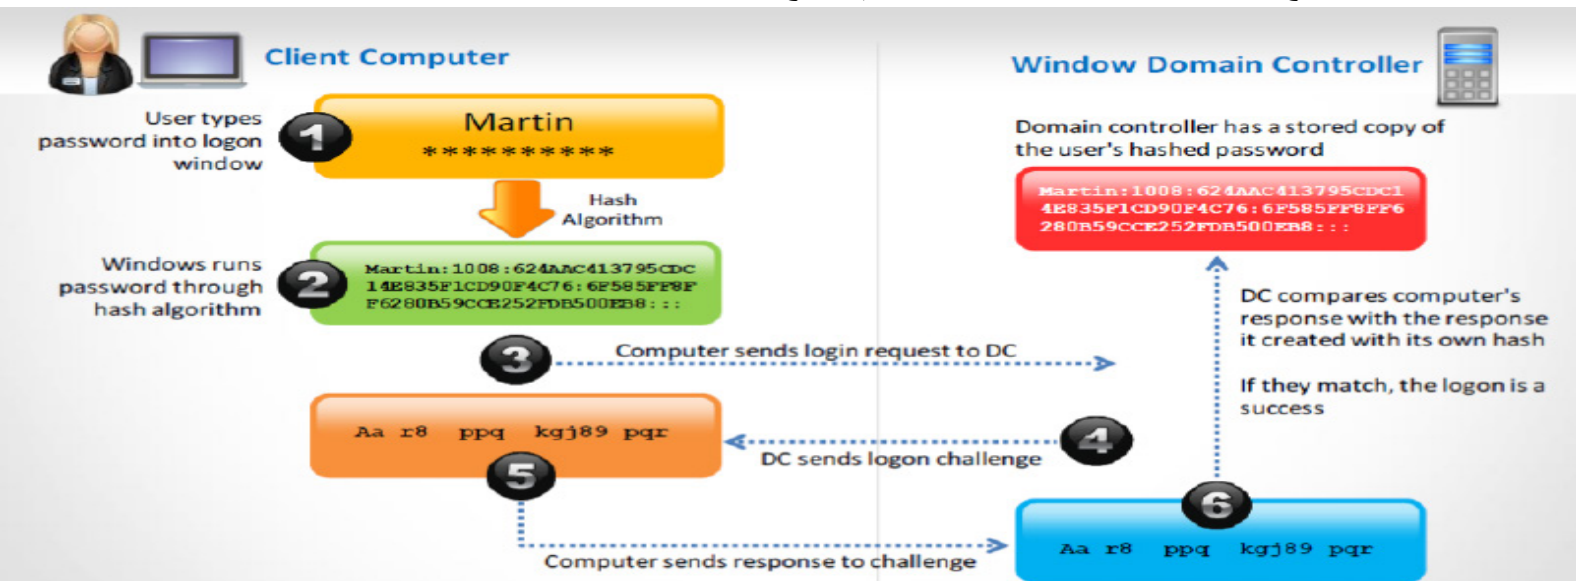 Client Computer
Window Domain Controller
User types
password into logon
window
1
Martin
**********
Hash
Algorithm
Domain controller has a stored copy of
the user's hashed password
Martin:1008:624AAC413795CDC1
4E835F1CD90F4C76:6F585FF8FF6
280B59CCE252FDB500EB8:::
Windows runs
password through
hash algorithm
2
Martin:1008:624AAC413795CDC
14E835F1CD90F4C76:6F585FF8F
F6280B59CCE252FDB500EB8:::
3
Computer sends login request to DC
DC compares computer's
response with the response
it created with its own hash
If they match, the logon is a
success
Aa r8 ppq kgj89 pqr
4
DC sends logon challenge
5
Computer sends response to challenge
6
Aa r8 ppq kgj89 pqr